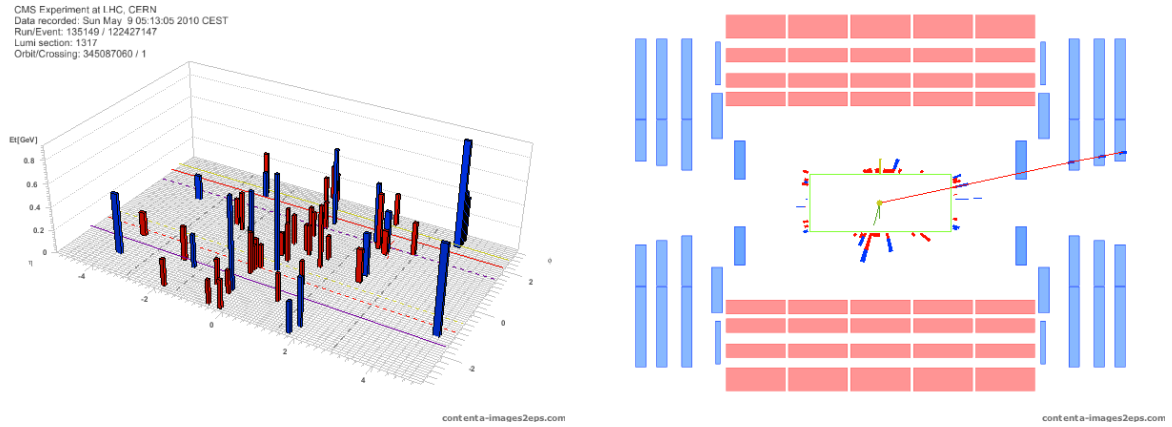 CMS Experiment at LHC, CERN
Data recorded: Sun May 9 05:13:05 2010 CEST
Run/Event: 135149 / 122427147
Lumi section: 1317
Orbit/Crossing: 345087060 / 1
Et[GeV]
0.8
0.6
0.4
0.2
0
η
-4
-2
0
2
4
φ
2
0
-2
contenta-images2eps.com
contenta-images2eps.com